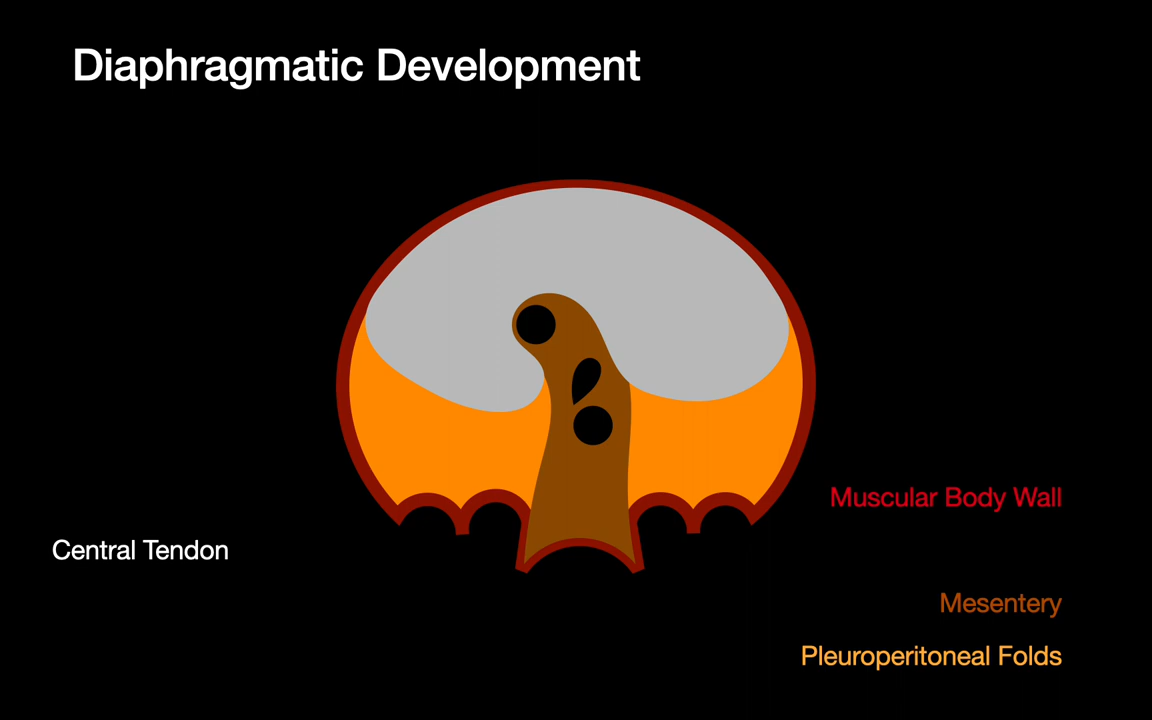 Diaphragmatic Development
Muscular Body Wall
Central Tendon
Mesentery
Pleuroperitoneal Folds